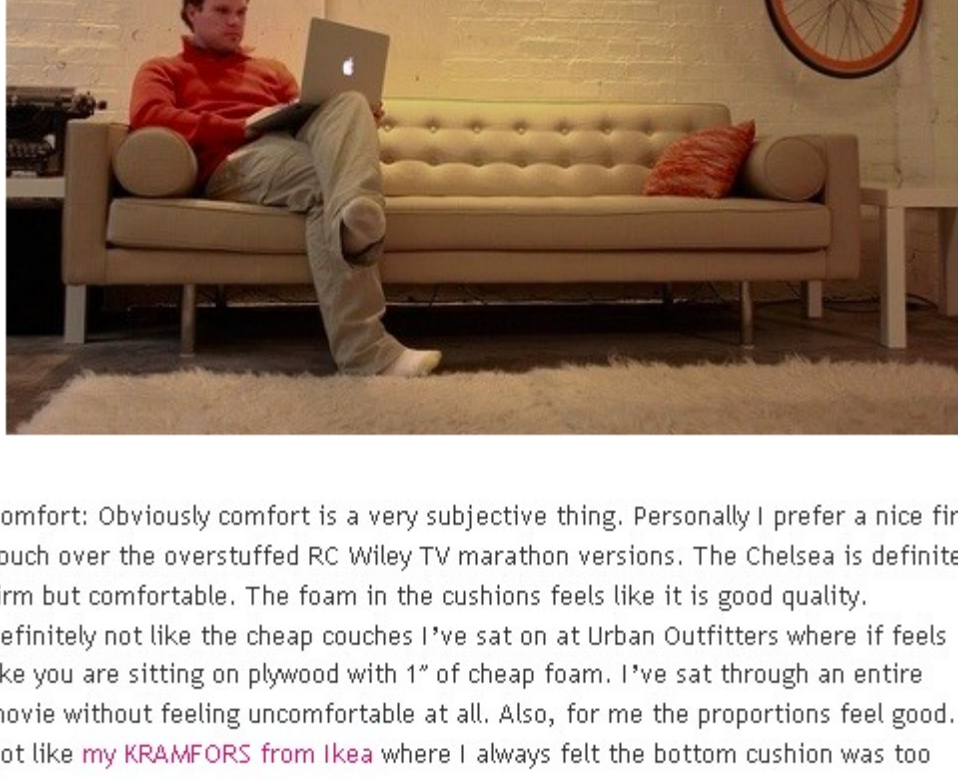 omfort: Obviously comfort is a very subjective thing. Personally I prefer a nice fir
ouch over the overstuffed RC Wiley TV marathon versions. The Chelsea is definite
irm but comfortable. The foam in the cushions feels like it is good quality.
efinitely not like the cheap couches I've sat on at Urban Outfitters where if feels
ke you are sitting on plywood with 1″ of cheap foam. I've sat through an entire
novie without feeling uncomfortable at all. Also, for me the proportions feel good.
ot like my KRAMFORS from Ikea where I always felt the bottom cushion was too